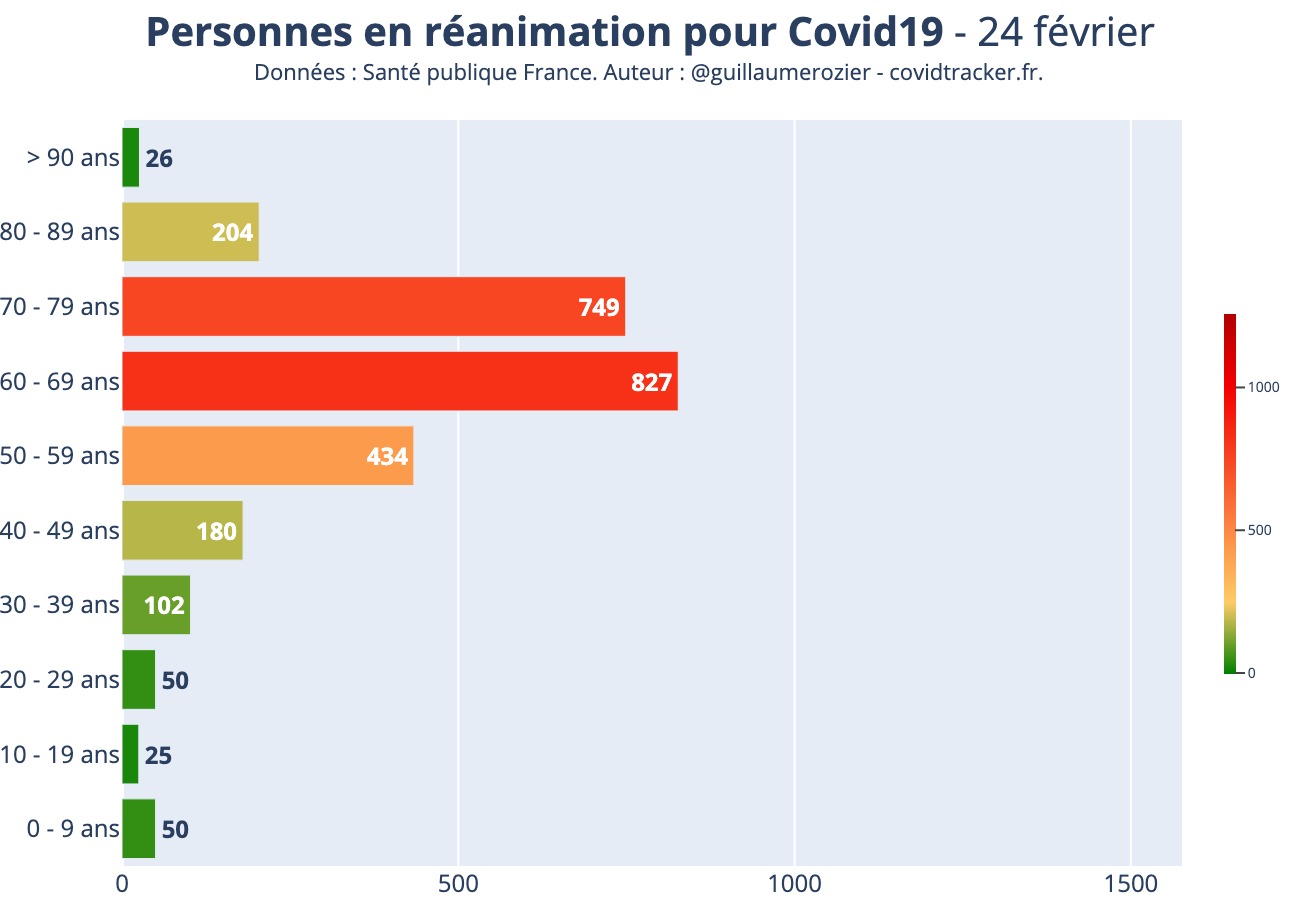 Personnes en réanimation pour Covid19 - 24 février
Données : Santé publique France. Auteur : @guillaumerozier - covidtracker.fr.
> 90 ans 26
80 - 89 ans 204
70 - 79 ans 749
60 - 69 ans 827
50 - 59 ans 434
40 - 49 ans 180
30 - 39 ans 102
20 - 29 ans 50
10 - 19 ans 25
0 - 9 ans 50
0 500 1000 1500
1000
500
0